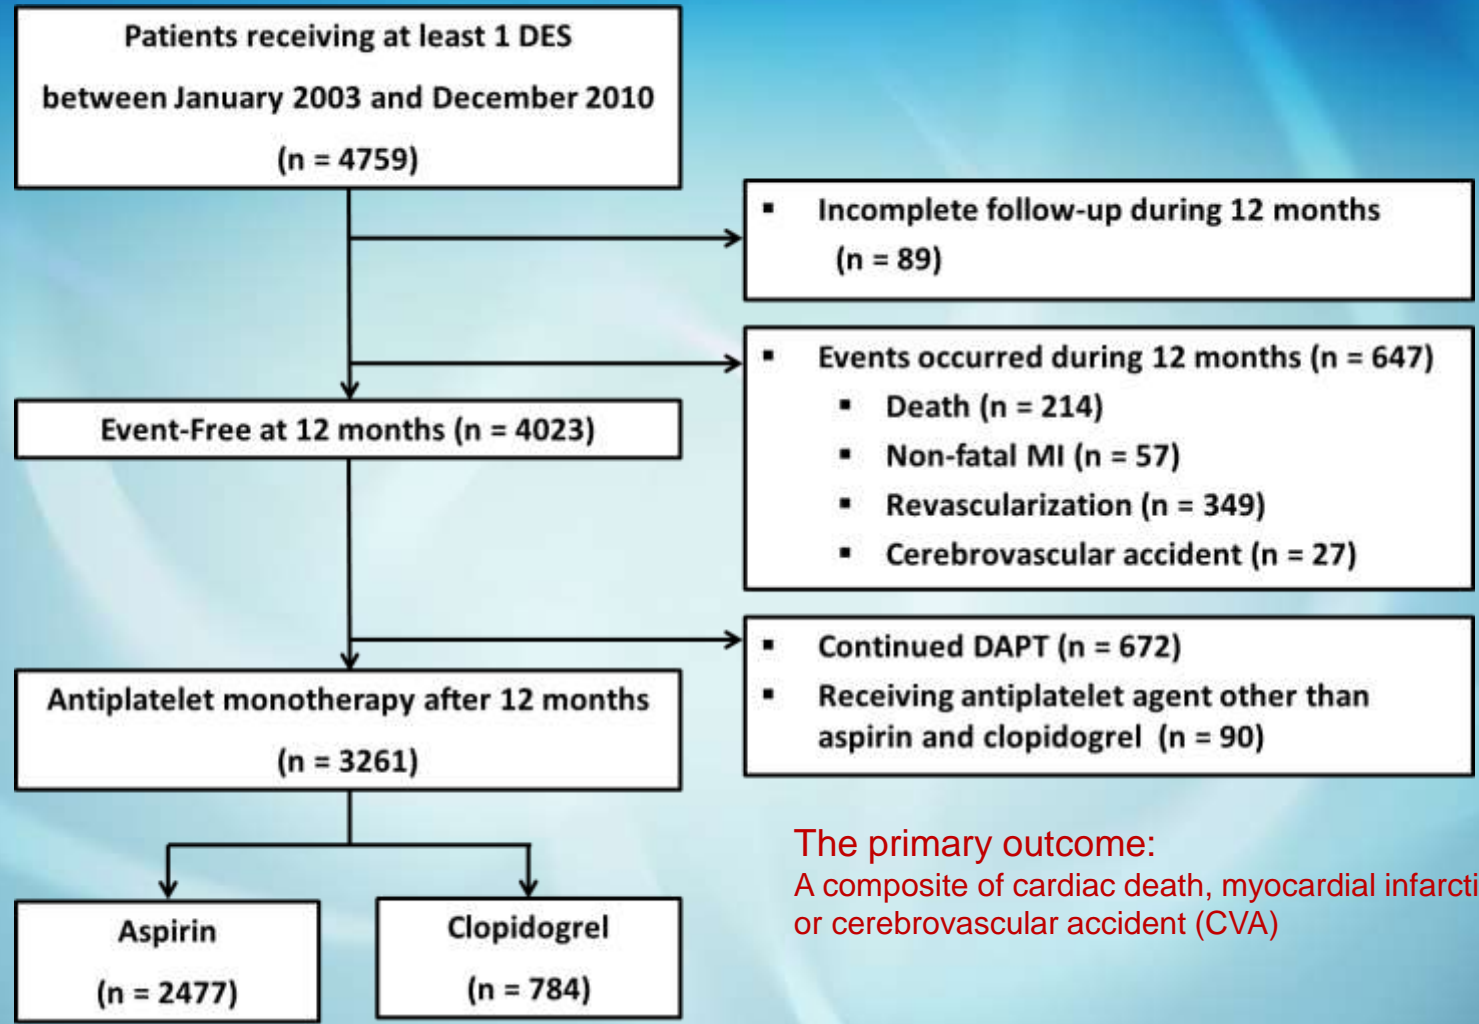 Patients receiving at least 1 DES
between January 2003 and December 2010
(n = 4759)
▪ Incomplete follow-up during 12 months
(n = 89)
▪ Events occurred during 12 months (n = 647)
▪ Death (n = 214)
▪ Non-fatal MI (n = 57)
▪ Revascularization (n = 349)
▪ Cerebrovascular accident (n = 27)
Event-Free at 12 months (n = 4023)
▪ Continued DAPT (n = 672)
▪ Receiving antiplatelet agent other than
aspirin and clopidogrel (n = 90)
Antiplatelet monotherapy after 12 months
(n = 3261)
Aspirin
(n = 2477)
Clopidogrel
(n = 784)
The primary outcome:
A composite of cardiac death, myocardial infarcti
or cerebrovascular accident (CVA)